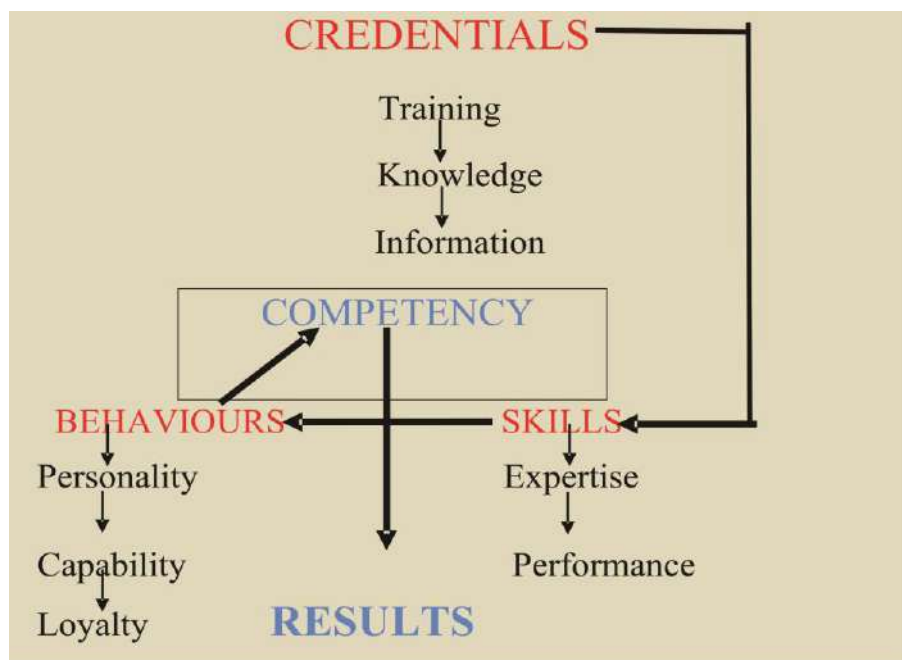 CREDENTIALS
Training
Knowledge
Information
COMPETENCY
BEHAVIOURS
SKILLS
Personality
Expertise
Capability
Performance
Loyalty
RESULTS